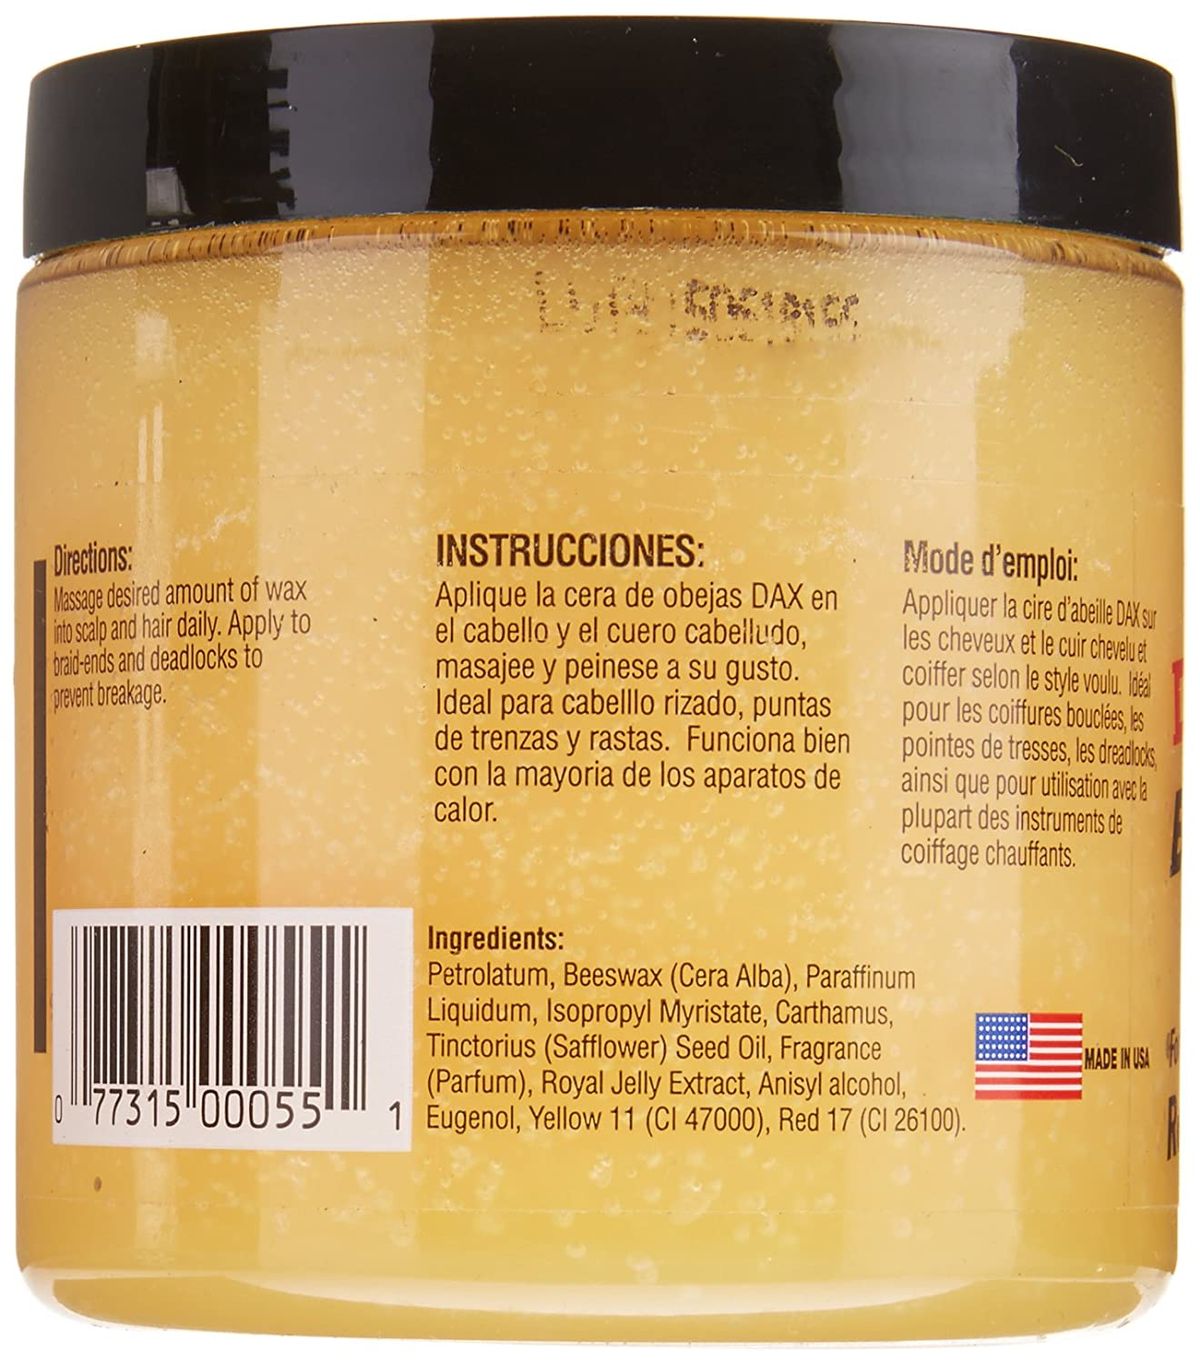 Directions:
Massage desired amount of wax
into scalp and hair daily. Apply to
braid-ends and deadlocks to
prevent breakage.
INSTRUCCIONES:
Aplique la cera de obejas DAX en
el cabello y el cuero cabelludo,
masajee y peinese a su gusto.
Ideal para cabelllo rizado, puntas
de trenzas y rastas. Funciona bien
con la mayoria de los aparatos de
calor.
Mode d'emploi:
Appliquer la cire d'abeille DAX sur
les cheveux et le cuir chevelu et
coiffer selon le style voulu. Idéal
pour les coiffures bouclées, les
pointes de tresses, les dreadlocks,
ainsi que pour utilisation avec la
plupart des instruments de
coiffage chauffants.
Ingredients:
Petrolatum, Beeswax (Cera Alba), Paraffinum
Liquidum, Isopropyl Myristate, Carthamus,
Tinctorius (Safflower) Seed Oil, Fragrance
(Parfum), Royal Jelly Extract, Anisyl alcohol,
Eugenol, Yellow 11 (CI 47000), Red 17 (CI 26100).
0 77315 00055 1
MADE IN USA